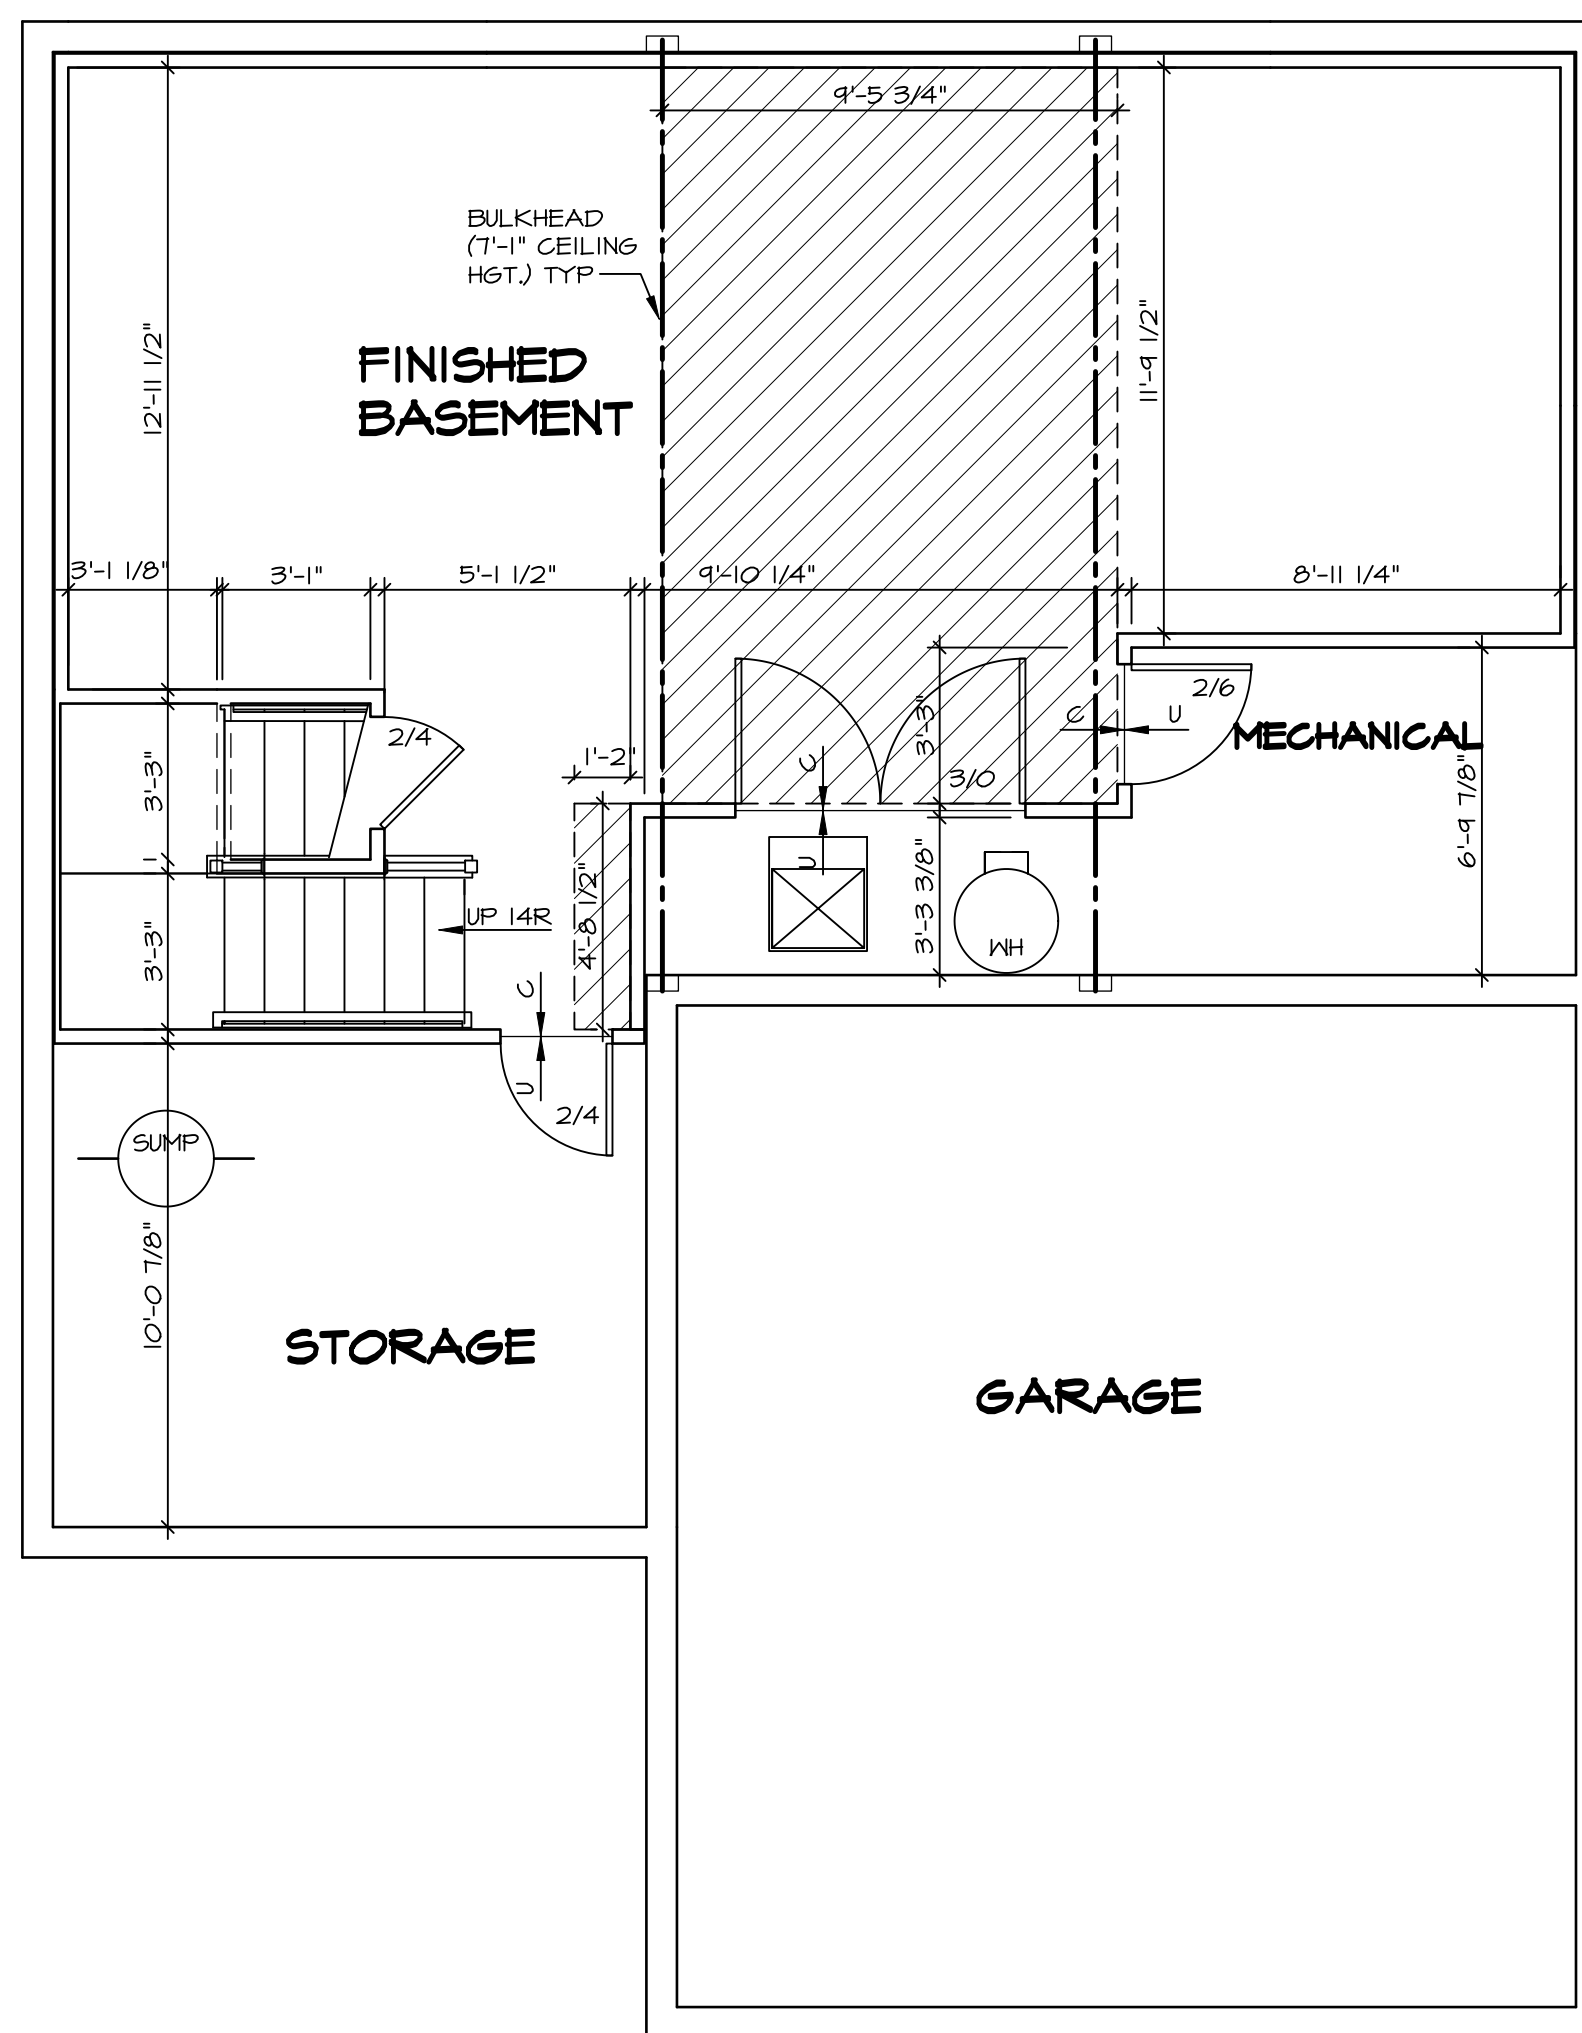 9'-5 3/4"
BULKHEAD
(7'-1" CEILING
HGT.) TYP
12'-11 1/2"
11'-9 1/2"
FINISHED
BASEMENT
3'-1 1/8"
3'-1"
5'-1 1/2"
9'-10 1/4"
8'-11 1/4"
2/6
C
U
MECHANICAL
2/4
3'-3"
1'-2"
C
3/0
3'-3"
6'-9 7/8"
U
3'-3 3/8"
4'-8 1/2"
UP 14R
WH
3'-3"
C
U
2/4
SUMP
10'-0 7/8"
STORAGE
GARAGE